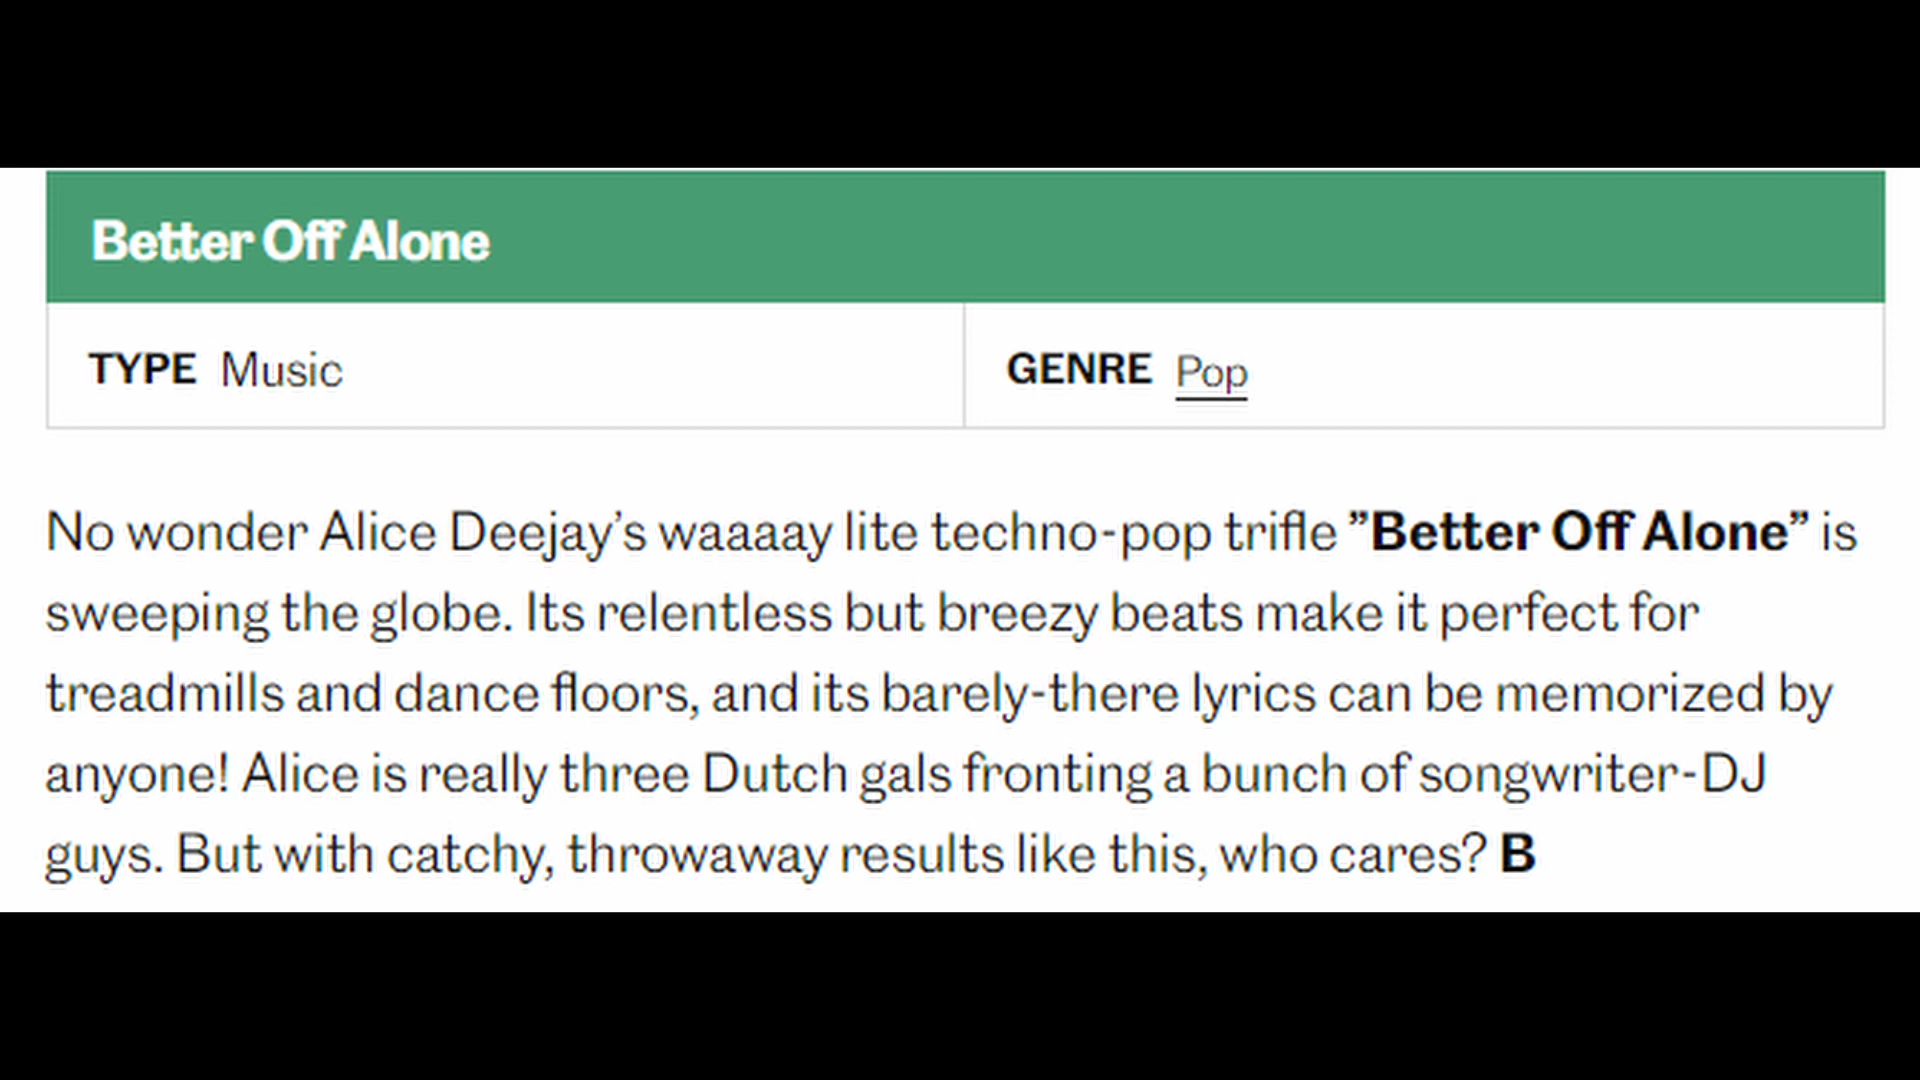 Better Off Alone
TYPE Music GENRE Pop
No wonder Alice Deejay’s waaaay lite techno-pop trifle ”Better Off Alone” is
sweeping the globe. Its relentless but breezy beats make it perfect for
treadmills and dance floors, and its barely-there lyrics can be memorized by
anyone! Alice is really three Dutch gals fronting a bunch of songwriter-DJ
guys. But with catchy, throwaway results like this, who cares? B